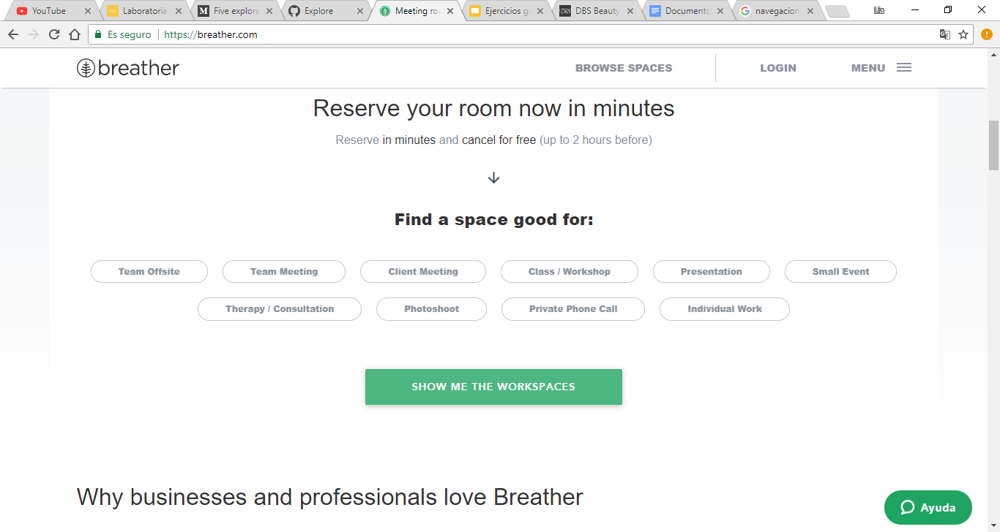 YouTube
Laboratoria
Five explora
Explore
Meeting roo
Ejercicios gu
DBS Beauty
Documento
navegacion
Es seguro
https://breather.com
breather
BROWSE SPACES
LOGIN
MENU
Reserve your room now in minutes
Reserve in minutes and cancel for free (up to 2 hours before)
Find a space good for:
Team Offsite
Team Meeting
Client Meeting
Class / Workshop
Presentation
Small Event
Therapy / Consultation
Photoshoot
Private Phone Call
Individual Work
SHOW ME THE WORKSPACES
Why businesses and professionals love Breather
Ayuda